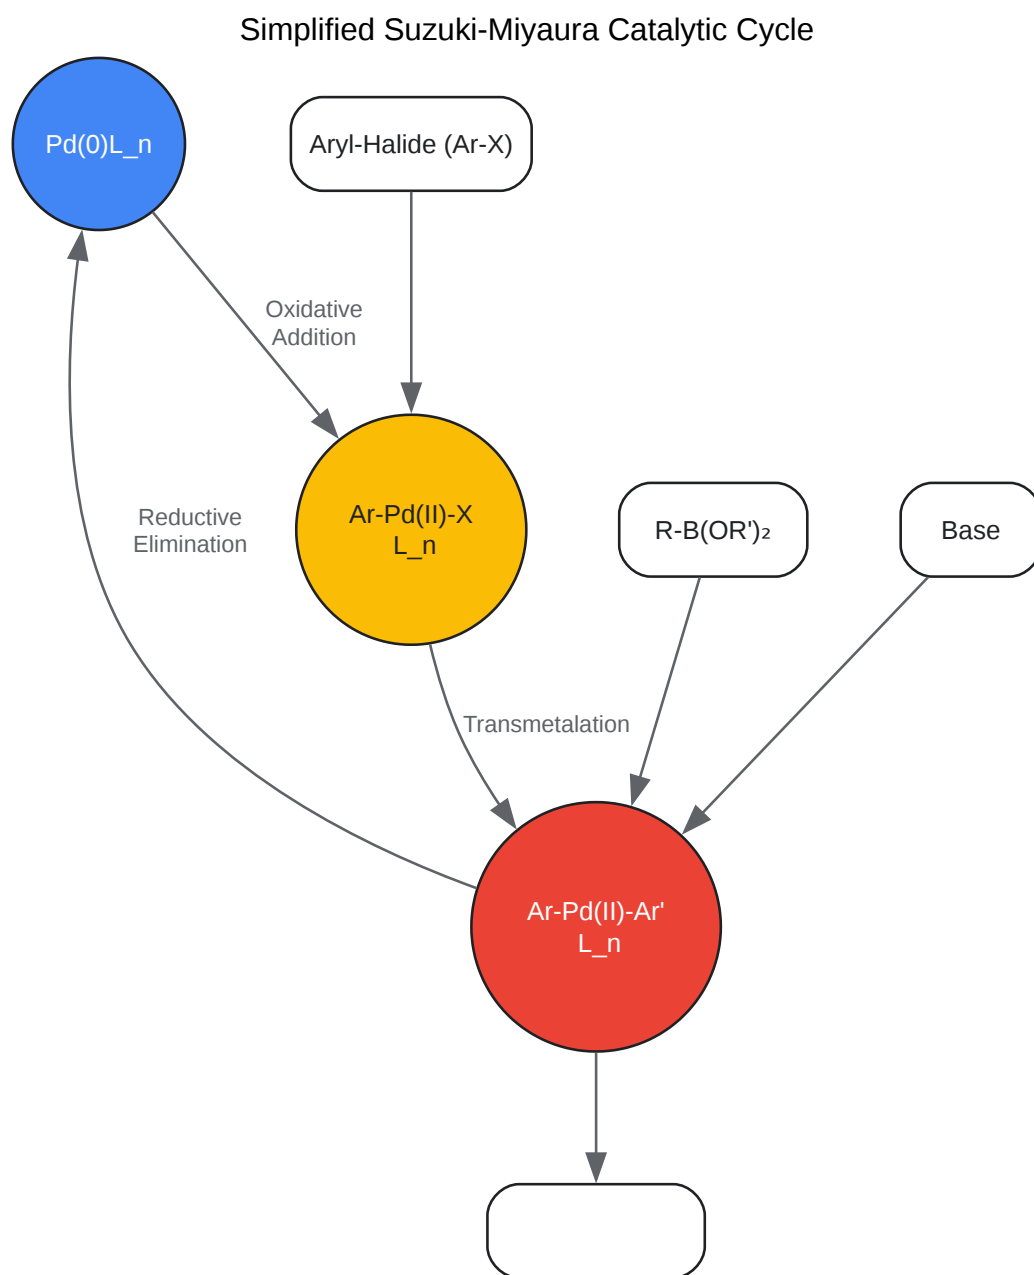 Simplified Suzuki-Miyaura Catalytic Cycle
Pd(0)L_n
Aryl-Halide (Ar-X)
Oxidative
Addition
Reductive
Elimination
Ar-Pd(II)-X
L_n
R-B(OR')₂
Base
Transmetalation
Ar-Pd(II)-Ar'
L_n